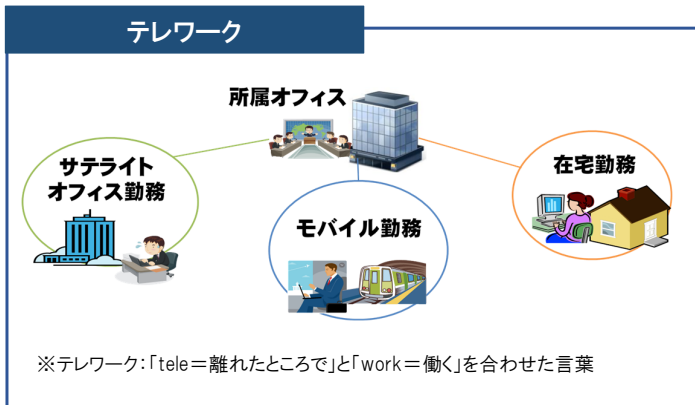 テレワーク
所属オフィス
サテライト
オフィス勤務
モバイル勤務
在宅勤務
※テレワーク：「tele＝離れたところで」と「work＝働く」を合わせた言葉